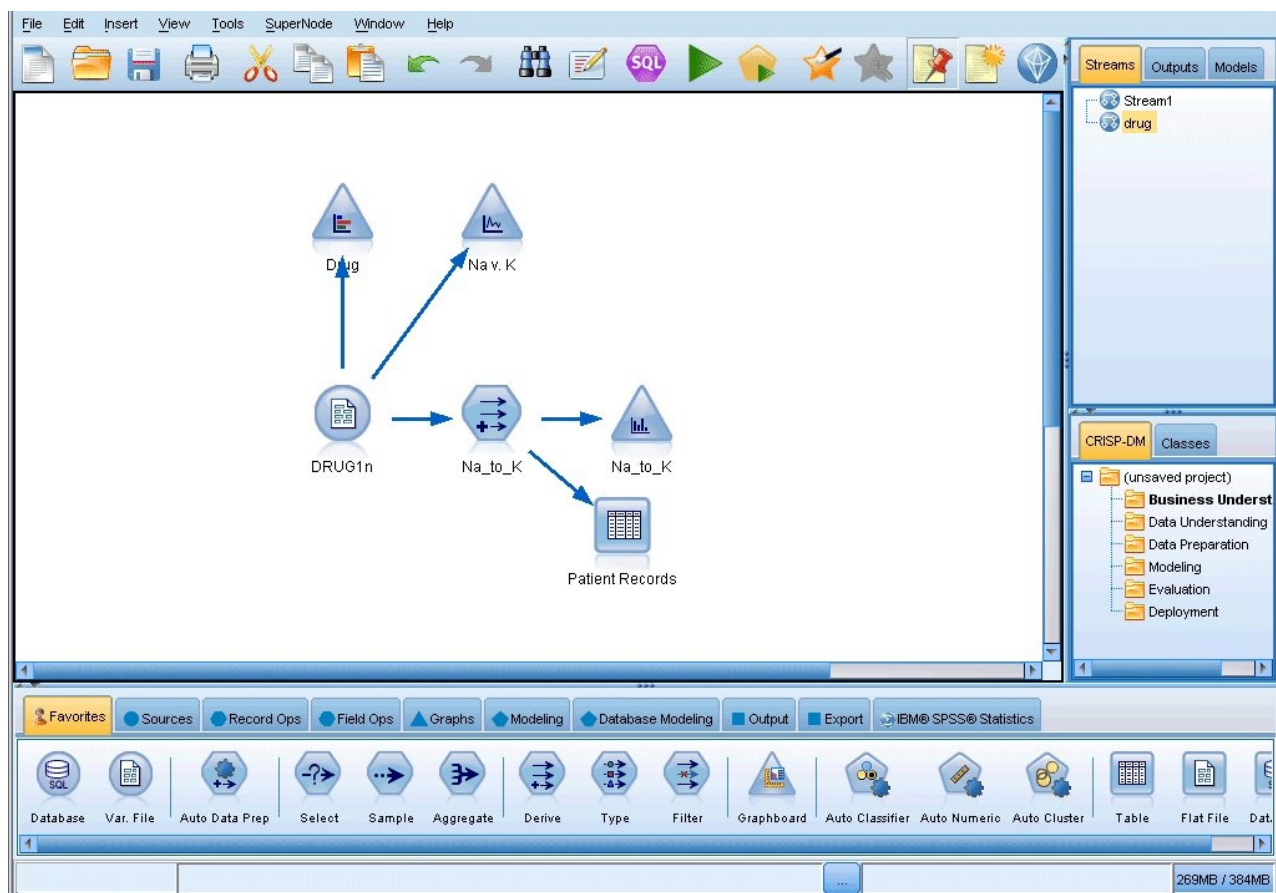 File Edit Insert View Tools SuperNode Window Help
SQL
Streams Outputs Models
Stream1
drug
Drug
Na v. K
DRUG1n
Na_to_K
Na_to_K
Patient Records
CRISP-DM Classes
(unsaved project)
Business Underst
Data Understanding
Data Preparation
Modeling
Evaluation
Deployment
Favorites Sources Record Ops Field Ops Graphs Modeling Database Modeling Output Export IBM® SPSS® Statistics
SQL
Database Var. File Auto Data Prep Select Sample Aggregate Derive Type Filter Graphboard Auto Classifier Auto Numeric Auto Cluster Table Flat File Dat.
...
269MB / 384MB